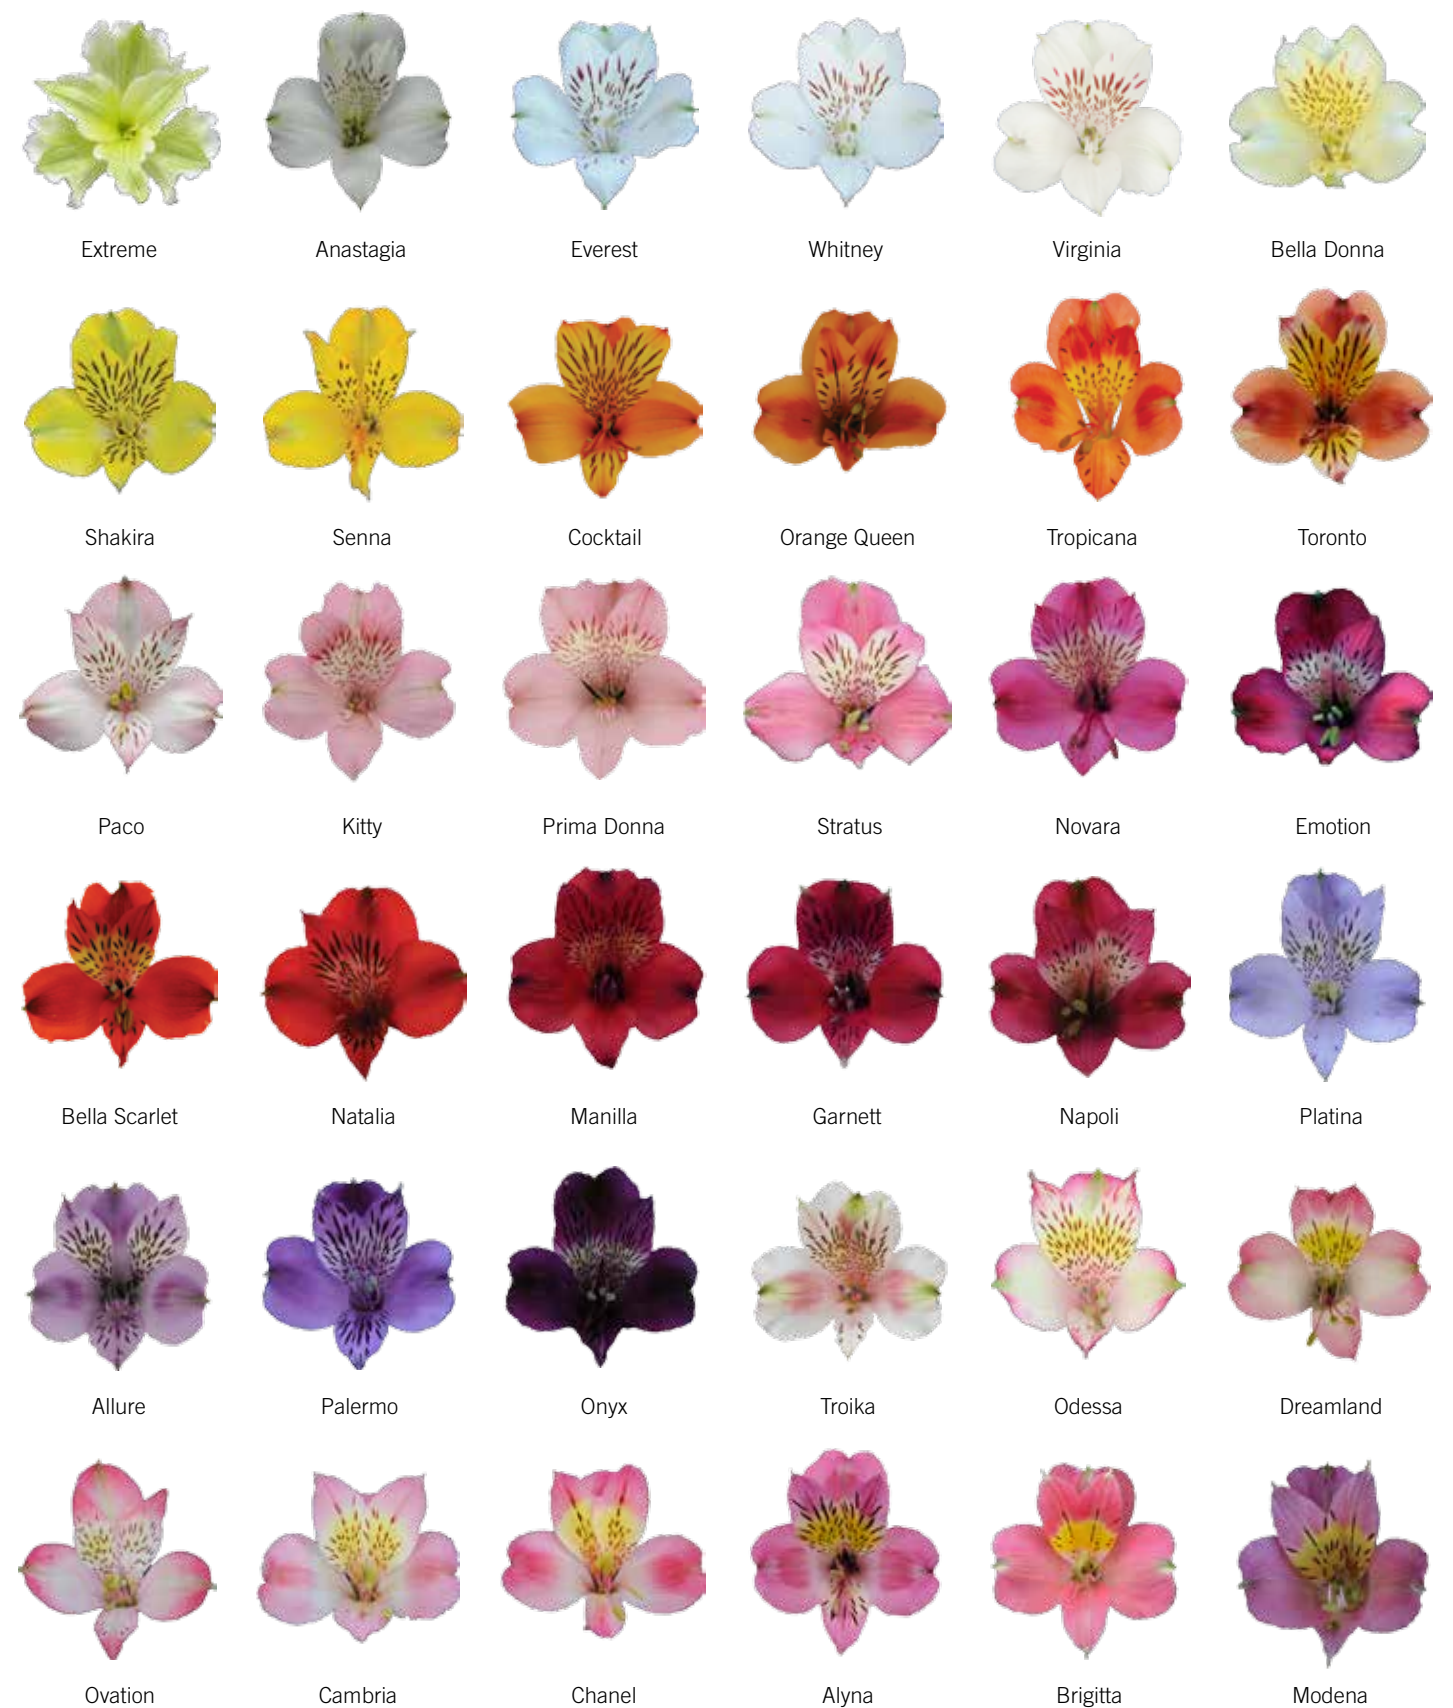 Extreme
Anastagia
Everest
Whitney
Virginia
Bella Donna
Shakira
Senna
Cocktail
Orange Queen
Tropicana
Toronto
Paco
Kitty
Prima Donna
Stratus
Novara
Emotion
Bella Scarlet
Natalia
Manilla
Garnett
Napoli
Platina
Allure
Palermo
Onyx
Troika
Odessa
Dreamland
Ovation
Cambria
Chanel
Alyna
Brigitta
Modena